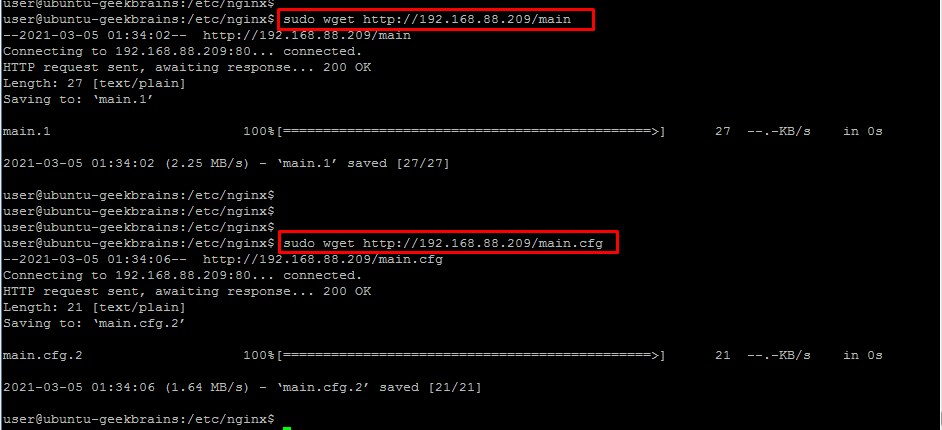 user@ubuntu-geekbrains:/etc/nginx$
user@ubuntu-geekbrains:/etc/nginx$ sudo wget http://192.168.88.209/main
--2021-03-05 01:34:02--  http://192.168.88.209/main
Connecting to 192.168.88.209:80... connected.
HTTP request sent, awaiting response... 200 OK
Length: 27 [text/plain]
Saving to: ‘main.1’
main.1                        100%[==============================================>]      27  --.-KB/s    in 0s
2021-03-05 01:34:02 (2.25 MB/s) - ‘main.1’ saved [27/27]
user@ubuntu-geekbrains:/etc/nginx$
user@ubuntu-geekbrains:/etc/nginx$
user@ubuntu-geekbrains:/etc/nginx$
user@ubuntu-geekbrains:/etc/nginx$ sudo wget http://192.168.88.209/main.cfg
--2021-03-05 01:34:06--  http://192.168.88.209/main.cfg
Connecting to 192.168.88.209:80... connected.
HTTP request sent, awaiting response... 200 OK
Length: 21 [text/plain]
Saving to: ‘main.cfg.2’
main.cfg.2                    100%[==============================================>]      21  --.-KB/s    in 0s
2021-03-05 01:34:06 (1.64 MB/s) - ‘main.cfg.2’ saved [21/21]
user@ubuntu-geekbrains:/etc/nginx$